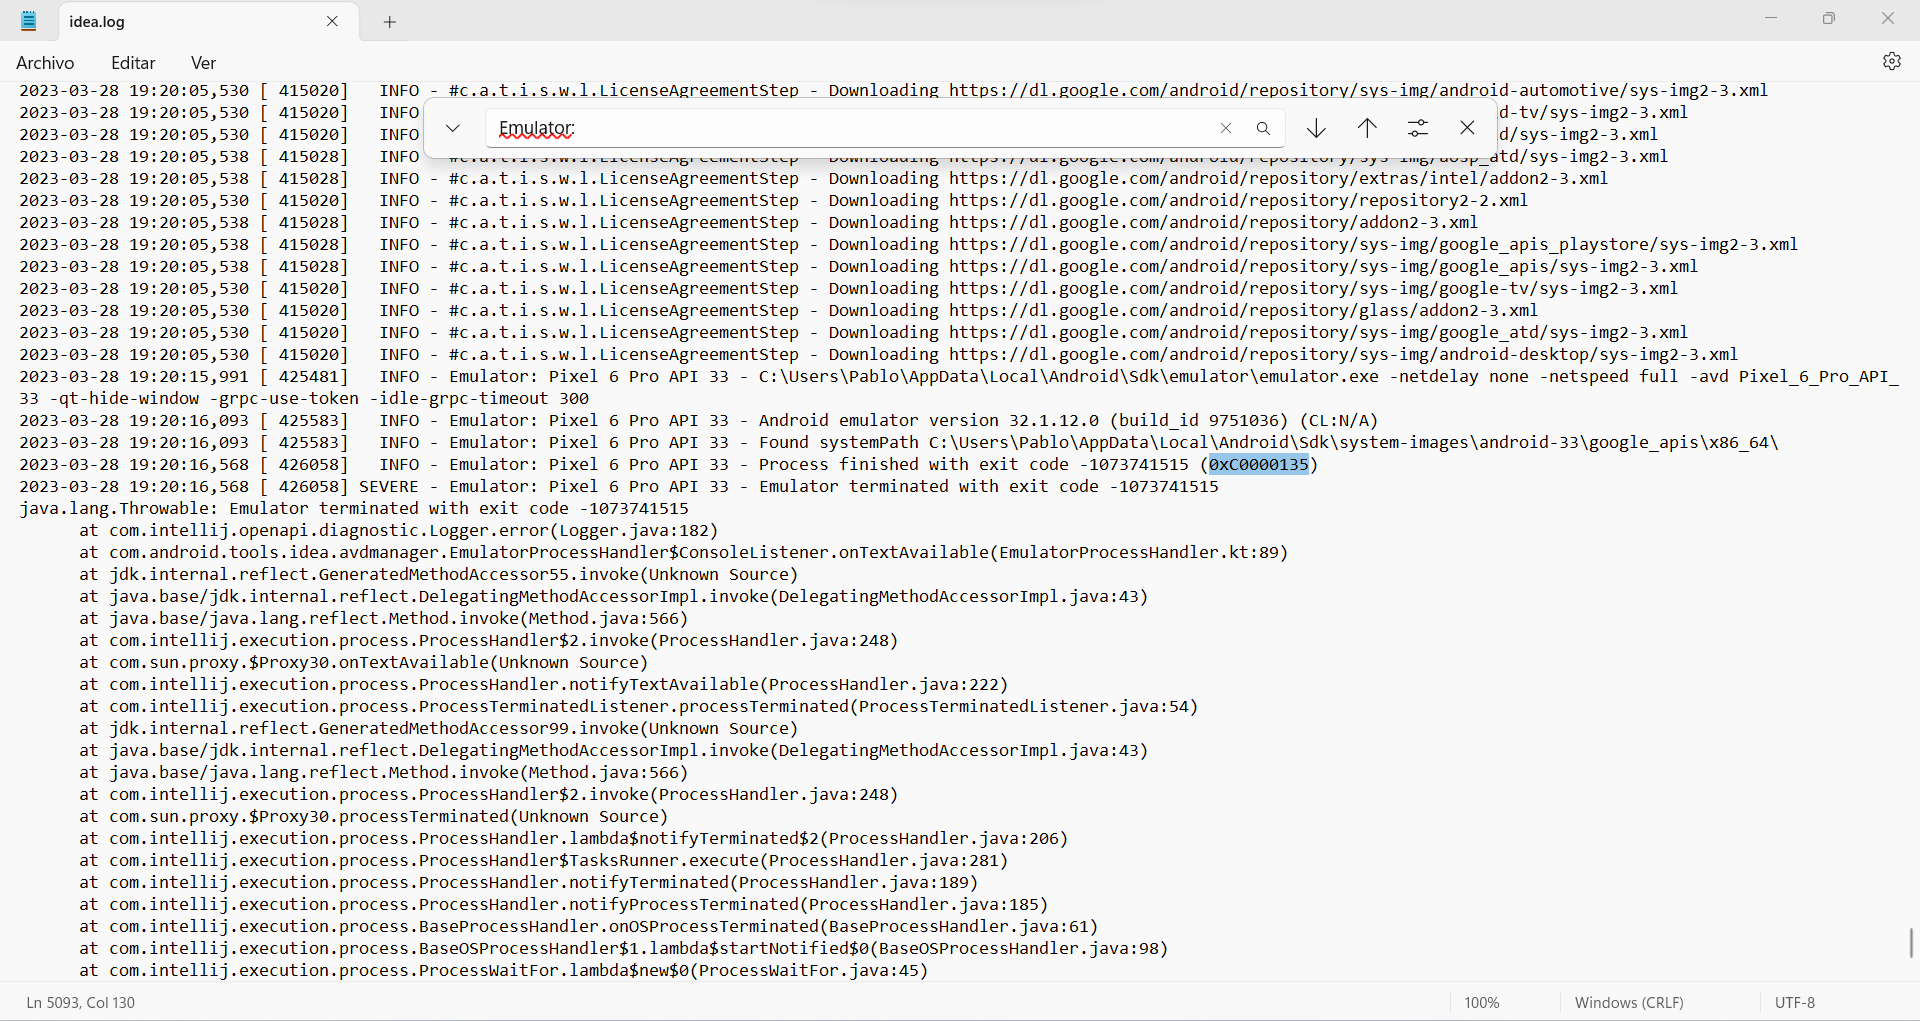 idea.log
Archivo Editar Ver
2023-03-28 19:20:05,530 [ 415020]   INFO - #c.a.t.i.s.w.l.LicenseAgreementStep - Downloading https://dl.google.com/android/repository/sys-img/android-automotive/sys-img2-3.xml
Emulator:
2023-03-28 19:20:05,530 [ 415020]   INFO d-tv/sys-img2-3.xml
2023-03-28 19:20:05,530 [ 415020]   INFO d/sys-img2-3.xml
2023-03-28 19:20:05,538 [ 415028]   INFO - #c.a.t.i.s.w.l.LicenseAgreementStep - Downloading https://dl.google.com/android/repository/sys-img/aosp_atd/sys-img2-3.xml
2023-03-28 19:20:05,538 [ 415028]   INFO - #c.a.t.i.s.w.l.LicenseAgreementStep - Downloading https://dl.google.com/android/repository/extras/intel/addon2-3.xml
2023-03-28 19:20:05,530 [ 415020]   INFO - #c.a.t.i.s.w.l.LicenseAgreementStep - Downloading https://dl.google.com/android/repository/repository2-2.xml
2023-03-28 19:20:05,538 [ 415028]   INFO - #c.a.t.i.s.w.l.LicenseAgreementStep - Downloading https://dl.google.com/android/repository/addon2-3.xml
2023-03-28 19:20:05,538 [ 415028]   INFO - #c.a.t.i.s.w.l.LicenseAgreementStep - Downloading https://dl.google.com/android/repository/sys-img/google_apis_playstore/sys-img2-3.xml
2023-03-28 19:20:05,538 [ 415028]   INFO - #c.a.t.i.s.w.l.LicenseAgreementStep - Downloading https://dl.google.com/android/repository/sys-img/google_apis/sys-img2-3.xml
2023-03-28 19:20:05,530 [ 415020]   INFO - #c.a.t.i.s.w.l.LicenseAgreementStep - Downloading https://dl.google.com/android/repository/sys-img/google-tv/sys-img2-3.xml
2023-03-28 19:20:05,530 [ 415020]   INFO - #c.a.t.i.s.w.l.LicenseAgreementStep - Downloading https://dl.google.com/android/repository/glass/addon2-3.xml
2023-03-28 19:20:05,530 [ 415020]   INFO - #c.a.t.i.s.w.l.LicenseAgreementStep - Downloading https://dl.google.com/android/repository/sys-img/google_atd/sys-img2-3.xml
2023-03-28 19:20:05,530 [ 415020]   INFO - #c.a.t.i.s.w.l.LicenseAgreementStep - Downloading https://dl.google.com/android/repository/sys-img/android-desktop/sys-img2-3.xml
2023-03-28 19:20:15,991 [ 425481]   INFO - Emulator: Pixel 6 Pro API 33 - C:\Users\Pablo\AppData\Local\Android\Sdk\emulator\emulator.exe -netdelay none -netspeed full -avd Pixel_6_Pro_API_
33 -qt-hide-window -grpc-use-token -idle-grpc-timeout 300
2023-03-28 19:20:16,093 [ 425583]   INFO - Emulator: Pixel 6 Pro API 33 - Android emulator version 32.1.12.0 (build_id 9751036) (CL:N/A)
2023-03-28 19:20:16,093 [ 425583]   INFO - Emulator: Pixel 6 Pro API 33 - Found systemPath C:\Users\Pablo\AppData\Local\Android\Sdk\system-images\android-33\google_apis\x86_64\
2023-03-28 19:20:16,568 [ 426058]   INFO - Emulator: Pixel 6 Pro API 33 - Process finished with exit code -1073741515 (0xC0000135)
2023-03-28 19:20:16,568 [ 426058] SEVERE - Emulator: Pixel 6 Pro API 33 - Emulator terminated with exit code -1073741515
java.lang.Throwable: Emulator terminated with exit code -1073741515
at com.intellij.openapi.diagnostic.Logger.error(Logger.java:182)
at com.android.tools.idea.avdmanager.EmulatorProcessHandler$ConsoleListener.onTextAvailable(EmulatorProcessHandler.kt:89)
at jdk.internal.reflect.GeneratedMethodAccessor55.invoke(Unknown Source)
at java.base/jdk.internal.reflect.DelegatingMethodAccessorImpl.invoke(DelegatingMethodAccessorImpl.java:43)
at java.base/java.lang.reflect.Method.invoke(Method.java:566)
at com.intellij.execution.process.ProcessHandler$2.invoke(ProcessHandler.java:248)
at com.sun.proxy.$Proxy30.onTextAvailable(Unknown Source)
at com.intellij.execution.process.ProcessHandler.notifyTextAvailable(ProcessHandler.java:222)
at com.intellij.execution.process.ProcessTerminatedListener.processTerminated(ProcessTerminatedListener.java:54)
at jdk.internal.reflect.GeneratedMethodAccessor99.invoke(Unknown Source)
at java.base/jdk.internal.reflect.DelegatingMethodAccessorImpl.invoke(DelegatingMethodAccessorImpl.java:43)
at java.base/java.lang.reflect.Method.invoke(Method.java:566)
at com.intellij.execution.process.ProcessHandler$2.invoke(ProcessHandler.java:248)
at com.sun.proxy.$Proxy30.processTerminated(Unknown Source)
at com.intellij.execution.process.ProcessHandler.lambda$notifyTerminated$2(ProcessHandler.java:206)
at com.intellij.execution.process.ProcessHandler$TasksRunner.execute(ProcessHandler.java:281)
at com.intellij.execution.process.ProcessHandler.notifyTerminated(ProcessHandler.java:189)
at com.intellij.execution.process.ProcessHandler.notifyProcessTerminated(ProcessHandler.java:185)
at com.intellij.execution.process.BaseProcessHandler.onOSProcessTerminated(BaseProcessHandler.java:61)
at com.intellij.execution.process.BaseOSProcessHandler$1.lambda$startNotified$0(BaseOSProcessHandler.java:98)
at com.intellij.execution.process.ProcessWaitFor.lambda$new$0(ProcessWaitFor.java:45)
Ln 5093, Col 130 100% Windows (CRLF) UTF-8